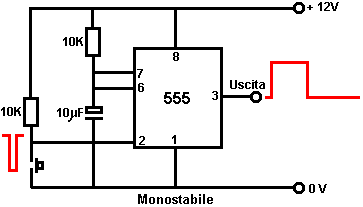 + 12V
10K
8
7
6
555
3
Uscita
10K
10µF
2
1
Monostabile
0 V